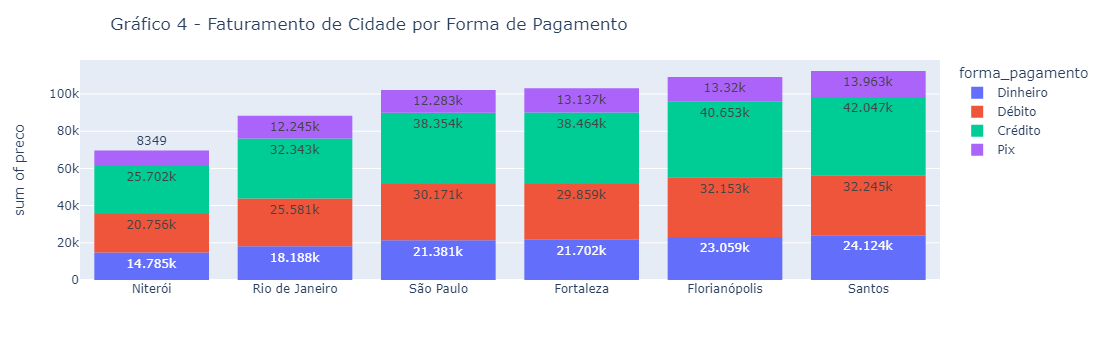 Gráfico 4 - Faturamento de Cidade por Forma de Pagamento
forma_pagamento
Dinheiro
Débito
Crédito
Pix
sum of preco
100k
80k
60k
40k
20k
0
8349
25.702k
20.756k
14.785k
12.245k
32.343k
25.581k
18.188k
12.283k
38.354k
30.171k
21.381k
13.137k
38.464k
29.859k
21.702k
13.32k
40.653k
32.153k
23.059k
13.963k
42.047k
32.245k
24.124k
Niterói
Rio de Janeiro
São Paulo
Fortaleza
Florianópolis
Santos